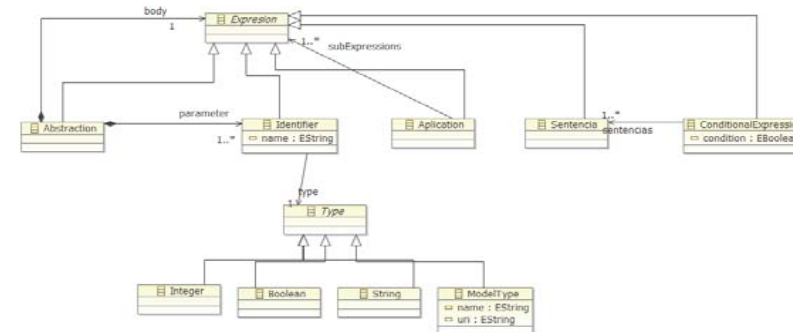 body
Expresion
1
1..*
subExpressions
parameter
Abstraction
Identifier
name : EString
1..*
Aplication
Sentencia
1..*
sentencias
ConditionalExpressio
condition : EBoolea
type
1
Type
Integer
Boolean
String
ModelType
name : EString
uri : EString